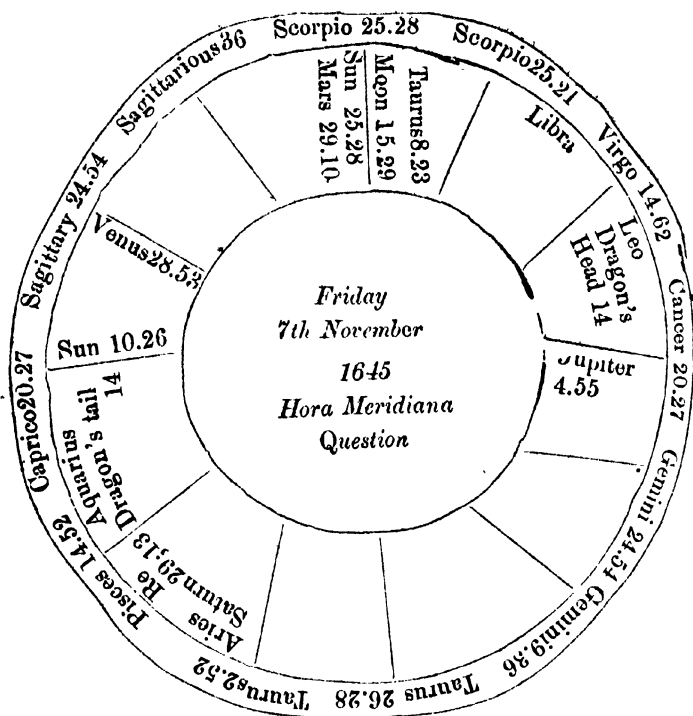 Scorpio 25.28
Scorpio25.21
Virgo 14.62
Cancer 20.27
Gemini 24.54
Gemini9.36
Taurus 26.28
Taurus2.52
Pisces 14.52
Caprico20.27
Sagittary 24.54
Sagittarious36
Mars 29.10
Sun 25.28
Moon 15.29
Taurus8.23
Libra
Leo
Dragon's
Head 14
Jupiter
4.55
Aries Re
Saturn29;13
Aquarius
Dragon's tail
14
Sun 10.26
Venus28.53
Friday
7th November
1645
Hora Meridiana
Question